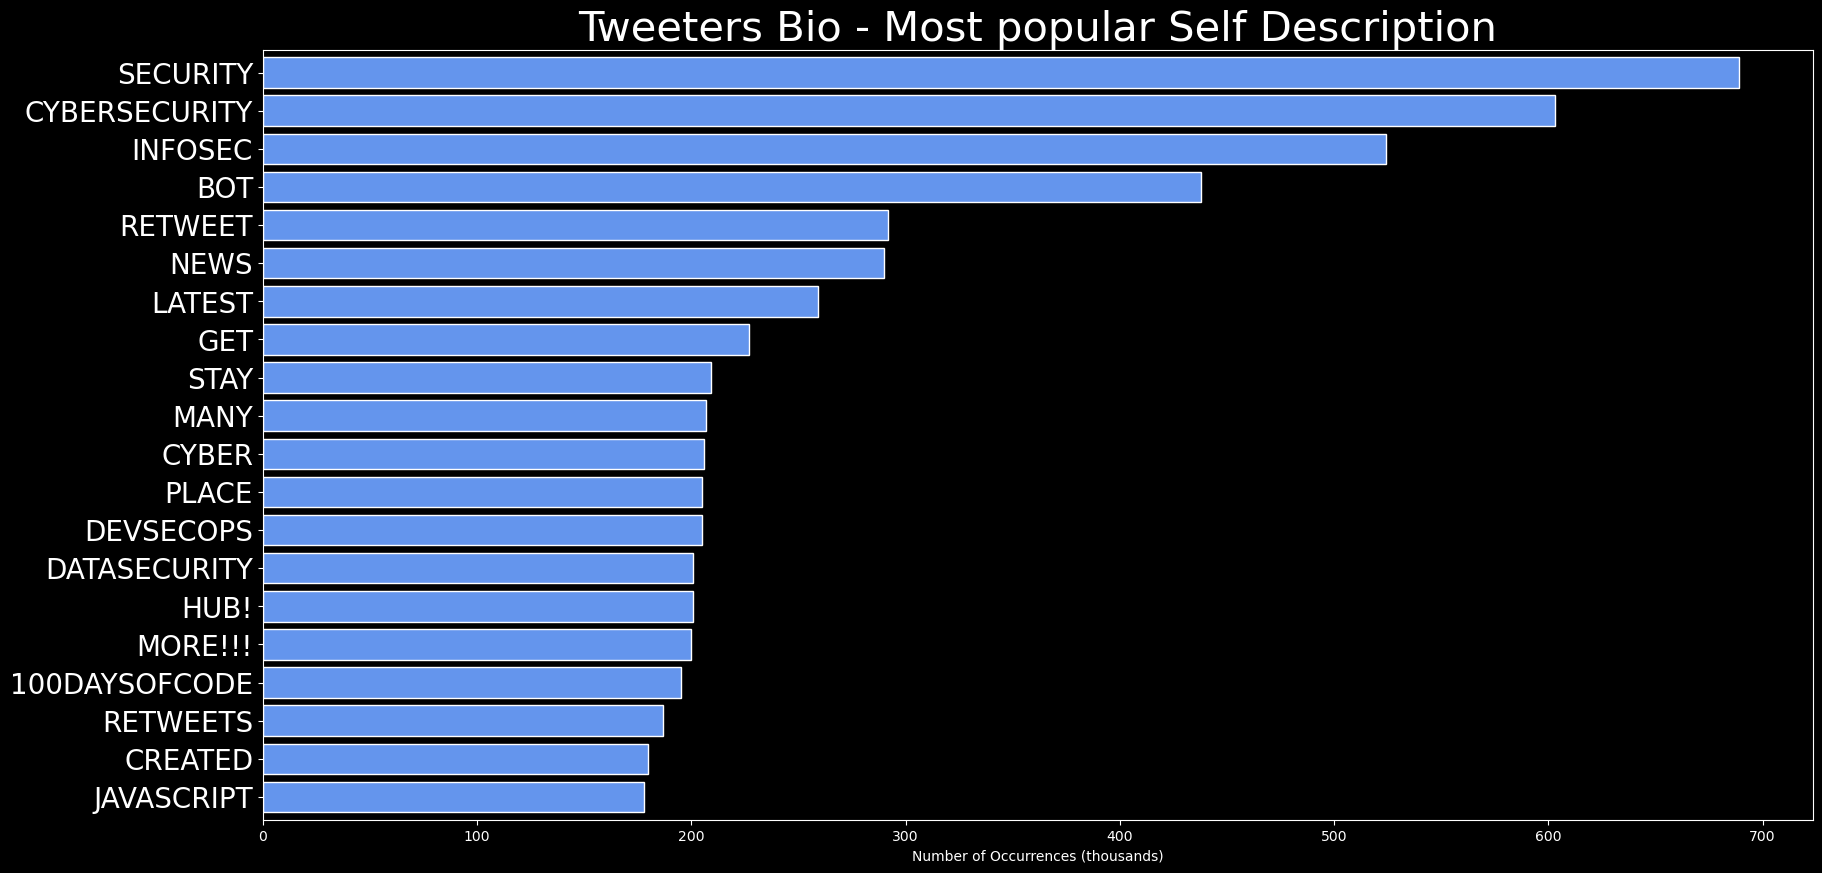 Tweeters Bio - Most popular Self Description
SECURITY
CYBERSECURITY
INFOSEC
BOT
RETWEET
NEWS
LATEST
GET
STAY
MANY
CYBER
PLACE
DEVSECOPS
DATASECURITY
HUB!
MORE!!!
100DAYSOFCODE
RETWEETS
CREATED
JAVASCRIPT
0 100 200 300 400 500 600 700
Number of Occurrences (thousands)